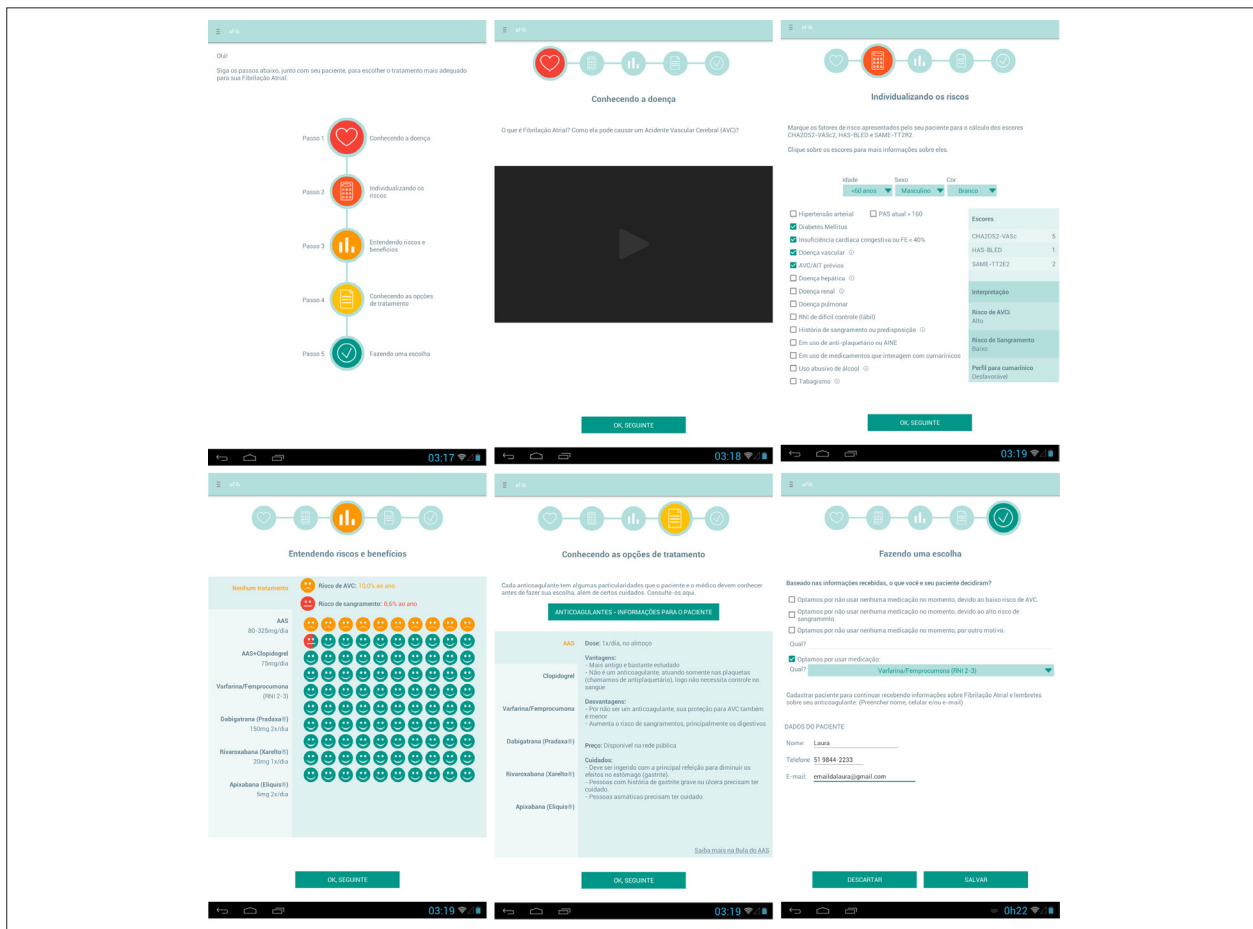 aFib
Olá!
Siga os passos abaixo, junto com seu paciente, para escolher o tratamento mais adequado
para sua Fibrilação Atrial:
Passo 1
Conhecendo a doença
Passo 2
Individualizando os
riscos
Passo 3
Entendendo riscos e
benefícios
Passo 4
Conhecendo as opções
de tratamento
Passo 5
Fazendo uma escolha
03:17
aFib
Conhecendo a doença
O que é Fibrilação Atrial? Como ela pode causar um Acidente Vascular Cerebral (AVC)?
OK, SEGUINTE
03:18
aFib
Individualizando os riscos
Marque os fatores de risco apresentados pelo seu paciente para o cálculo dos escores
CHA2DS2-VASc2, HAS-BLED e SAME-TT2R2.
Clique sobre os escores para mais informações sobre eles.
Idade Sexo Cor
<60 anos Masculino Branco
Hipertensão arterial PAS atual > 160
Diabetes Mellitus
Insuficiência cardíaca congestiva ou FE < 40%
Doença vascular
AVC/AIT prévios
Doença hepática
Doença renal
Doença pulmonar
RNI de difícil controle (lábil)
História de sangramento ou predisposição
Em uso de anti-plaquetário ou AINE
Em uso de medicamentos que interagem com cumarínicos
Uso abusivo de álcool
Tabagismo
Escores
CHA2DS2-VASc 5
HAS-BLED 1
SAME-TT2E2 2
Interpretação
Risco de AVCi
Alto
Risco de Sangramento
Baixo
Perfil para cumarínico
Desfavorável
OK, SEGUINTE
03:19
aFib
Entendendo riscos e benefícios
Nenhum tratamento
AAS
80-325mg/dia
AAS+Clopidogrel
75mg/dia
Varfarina/Femprocumona
(RNI 2-3)
Dabigatrana (Pradaxa®)
150mg 2x/dia
Rivaroxabana (Xarelto®)
20mg 1x/dia
Apixabana (Eliquis®)
5mg 2x/dia
Risco de AVC: 10,0% ao ano
Risco de sangramento: 0,6% ao ano
OK, SEGUINTE
03:19
aFib
Conhecendo as opções de tratamento
Cada anticoagulante tem algumas particularidades que o paciente e o médico devem conhecer
antes de fazer sua escolha, além de certos cuidados. Consulte-os aqui.
ANTICOAGULANTES - INFORMAÇÕES PARA O PACIENTE
AAS
Clopidogrel
Varfarina/Femprocumona
Dabigatrana (Pradaxa®)
Rivaroxabana (Xarelto®)
Apixabana (Eliquis®)
Dose: 1x/dia, no almoço
Vantagens:
- Mais antigo e bastante estudado
- Não é um anticoagulante, atuando somente nas plaquetas
(chamamos de antiplaquetário), logo não necessita controle no
sangue
Desvantagens:
- Por não ser um anticoagulante, sua proteção para AVC também
é menor
- Aumenta o risco de sangramentos, principalmente os digestivos
Preço: Disponível na rede pública
Cuidados:
- Deve ser ingerido com a principal refeição para diminuir os
efeitos no estômago (gastrite).
- Pessoas com história de gastrite grave ou úlcera precisam ter
cuidado.
- Pessoas asmáticas precisam ter cuidado.
Saiba mais na Bula do AAS
OK, SEGUINTE
03:19
aFib
Fazendo uma escolha
Baseado nas informações recebidas, o que você e seu paciente decidiram?
Optamos por não usar nenhuma medicação no momento, devido ao baixo risco de AVC.
Optamos por não usar nenhuma medicação no momento, devido ao alto risco de
sangramento.
Optamos por não usar nenhuma medicação no momento, por outro motivo.
Qual?
Optamos por usar medicação:
Qual? Varfarina/Femprocumona (RNI 2-3)
Cadastrar paciente para continuar recebendo informações sobre Fibrilação Atrial e lembretes
sobre seu anticoagulante: (Preencher nome, celular e/ou e-mail)
DADOS DO PACIENTE
Nome: Laura
Telefone 51 9844-2233
E-mail: emaildalaura@gmail.com
DESCARTAR SALVAR
0h22